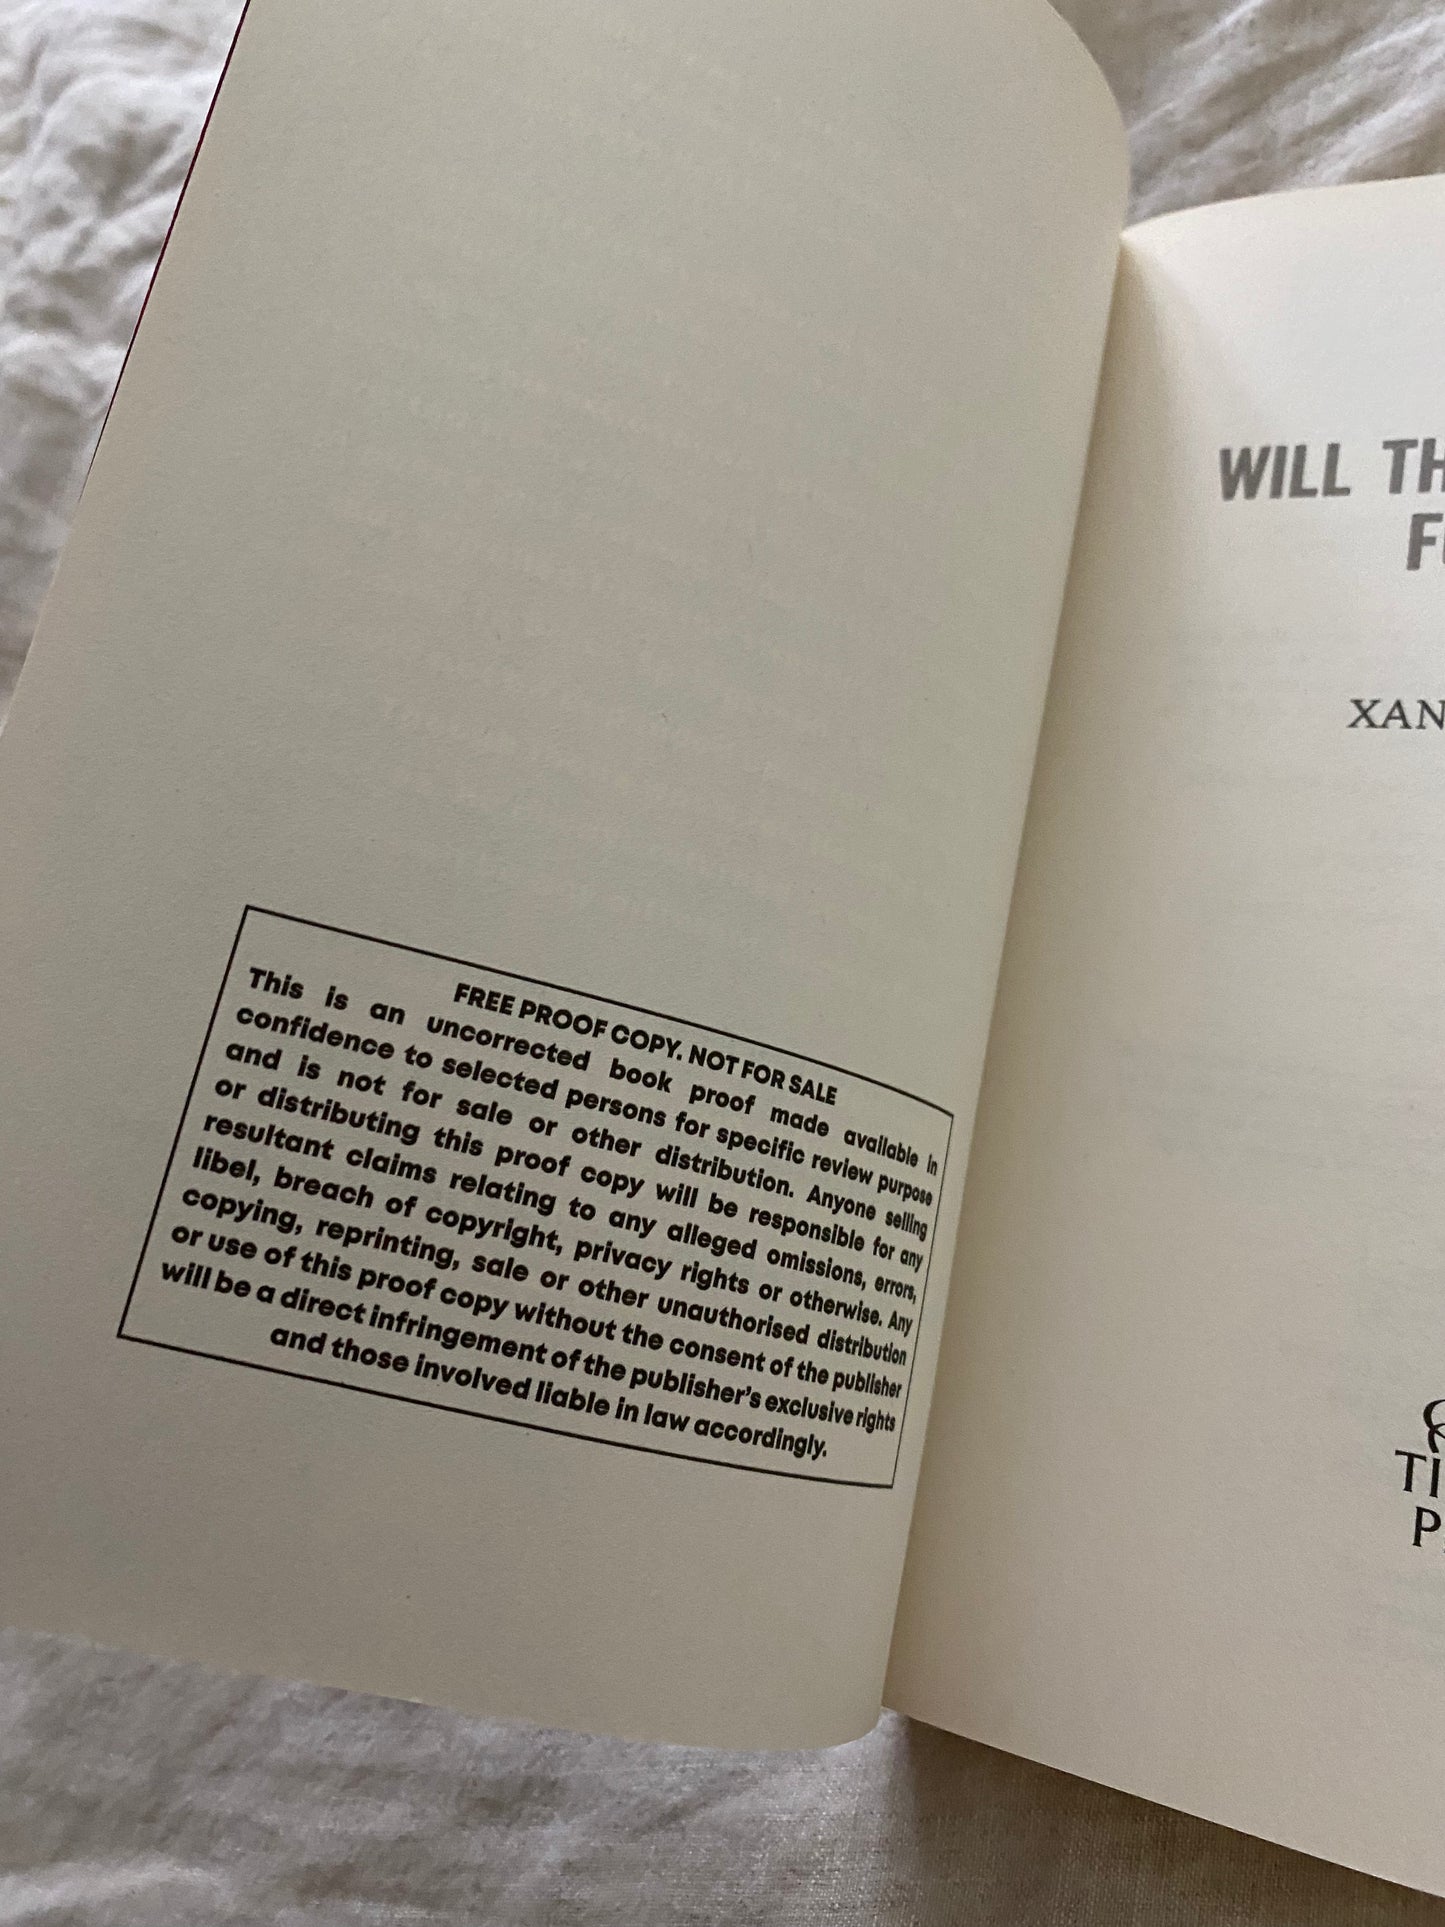 FREE PROOF COPY. NOT FOR SALE
This is an uncorrected book proof made available in
confidence to selected persons for specific review purpose
and is not for sale or other distribution. Anyone selling
or distributing this proof copy will be responsible for any
resultant claims relating to any alleged omissions, errors,
libel, breach of copyright, privacy rights or otherwise. Any
copying, reprinting, sale or other unauthorised distribution
or use of this proof copy without the consent of the publisher
will be a direct infringement of the publisher's exclusive rights
and those involved liable in law accordingly.
WILL TH
F
XAN
TI
P